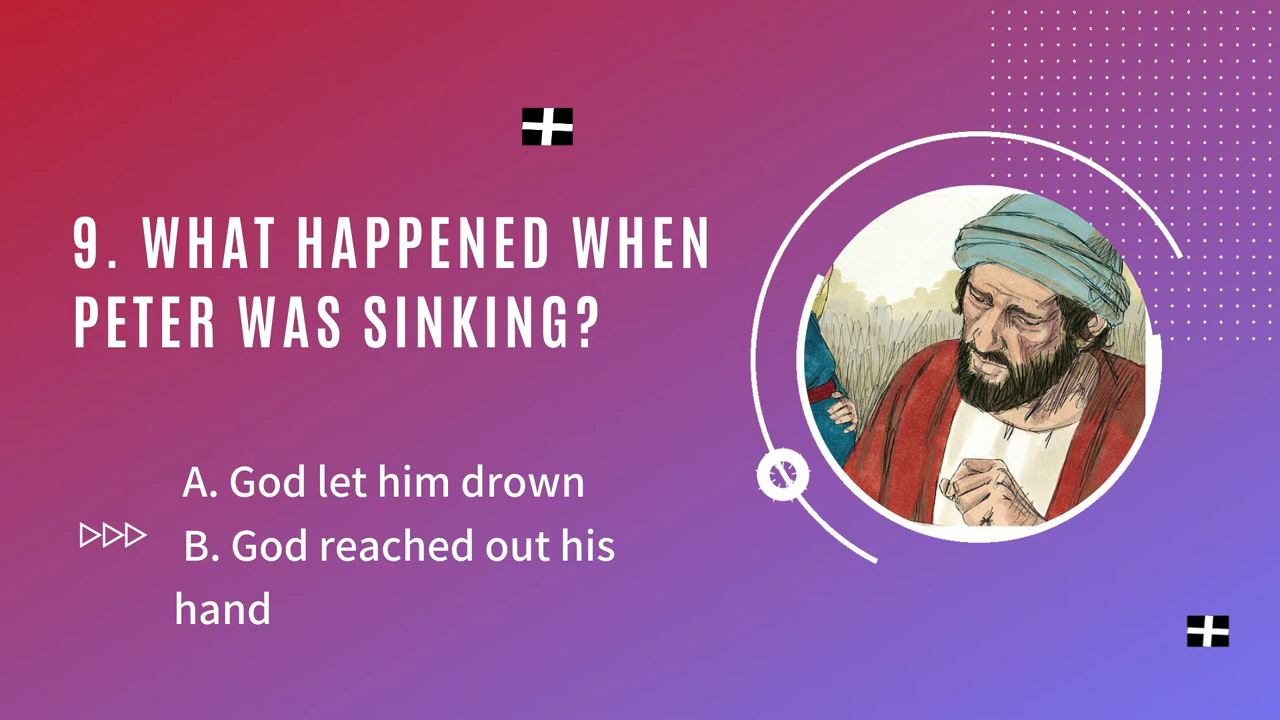 9. WHAT HAPPENED WHEN
PETER WAS SINKING?
A. God let him drown
B. God reached out his
hand